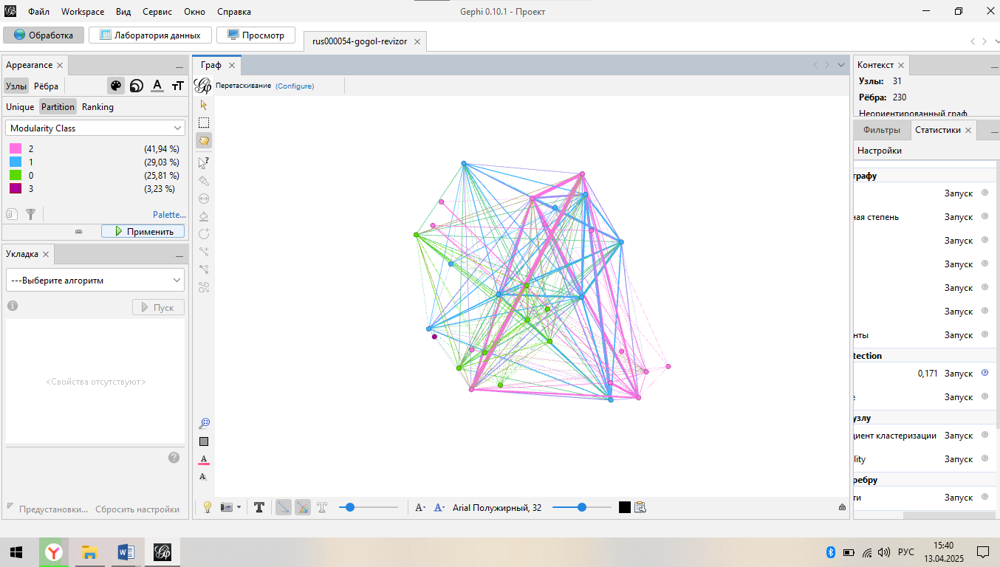 Файл Workspace Вид Сервис Окно Справка Gephi 0.10.1 - Проект
Обработка Лаборатория данных Просмотр rus000054-gogol-revizor
Appearance
Узлы Рёбра
Unique Partition Ranking
Modularity Class
2 (41,94 %)
1 (29,03 %)
0 (25,81 %)
3 (3,23 %)
Palette...
Применить
Укладка
---Выберите алгоритм
Пуск
<Свойства отсутствуют>
Предустановки... Сбросить настройки
Граф
Перетаскивание (Configure)
Arial Полужирный, 32
Контекст
Узлы: 31
Рёбра: 230
Неориентированный граф
Фильтры Статистики
Настройки
графу
Запуск
ная степень Запуск
Запуск
Запуск
Запуск
Запуск
нты Запуск
tection
0,171 Запуск
е Запуск
узлу
циент кластеризации Запуск
lity Запуск
ребру
ти Запуск
РУС
15:40
13.04.2025